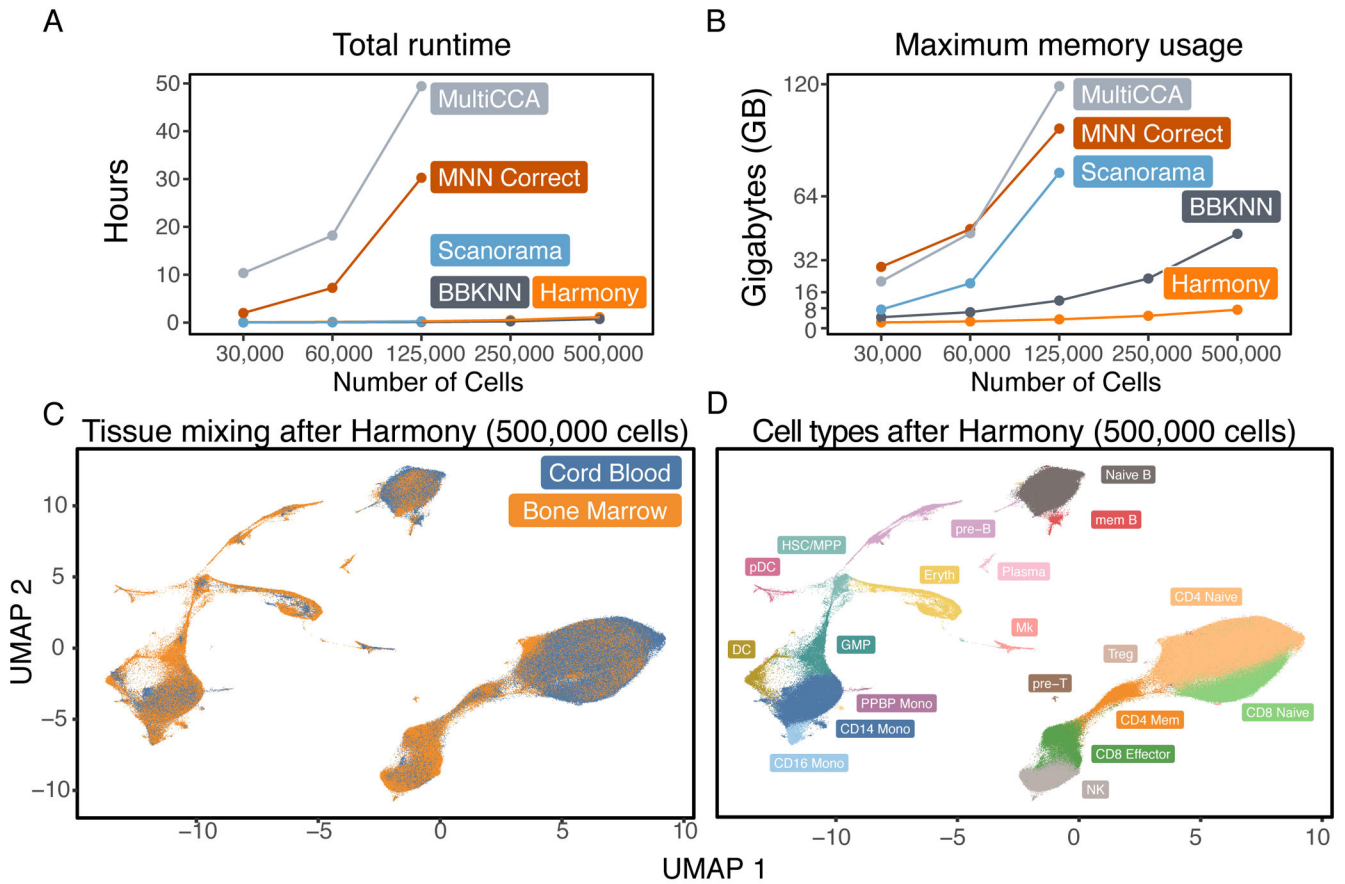 A
Total runtime
Hours
50
40
30
20
10
0
MultiCCA
MNN Correct
Scanorama
BBKNN
Harmony
30,000
60,000
125,000
250,000
500,000
Number of Cells
B
Maximum memory usage
Gigabytes (GB)
120
64
32
16
8
0
MultiCCA
MNN Correct
Scanorama
BBKNN
Harmony
30,000
60,000
125,000
250,000
500,000
Number of Cells
C
Tissue mixing after Harmony (500,000 cells)
Cord Blood
Bone Marrow
UMAP 2
10
5
0
−5
−10
−10
−5
0
5
10
D
Cell types after Harmony (500,000 cells)
Naive B
mem B
pre−B
HSC/MPP
pDC
Eryth
Plasma
CD4 Naive
Mk
DC
GMP
Treg
pre−T
PPBP Mono
CD14 Mono
CD4 Mem
CD8 Naive
CD16 Mono
CD8 Effector
NK
−10
−5
0
5
10
UMAP 1